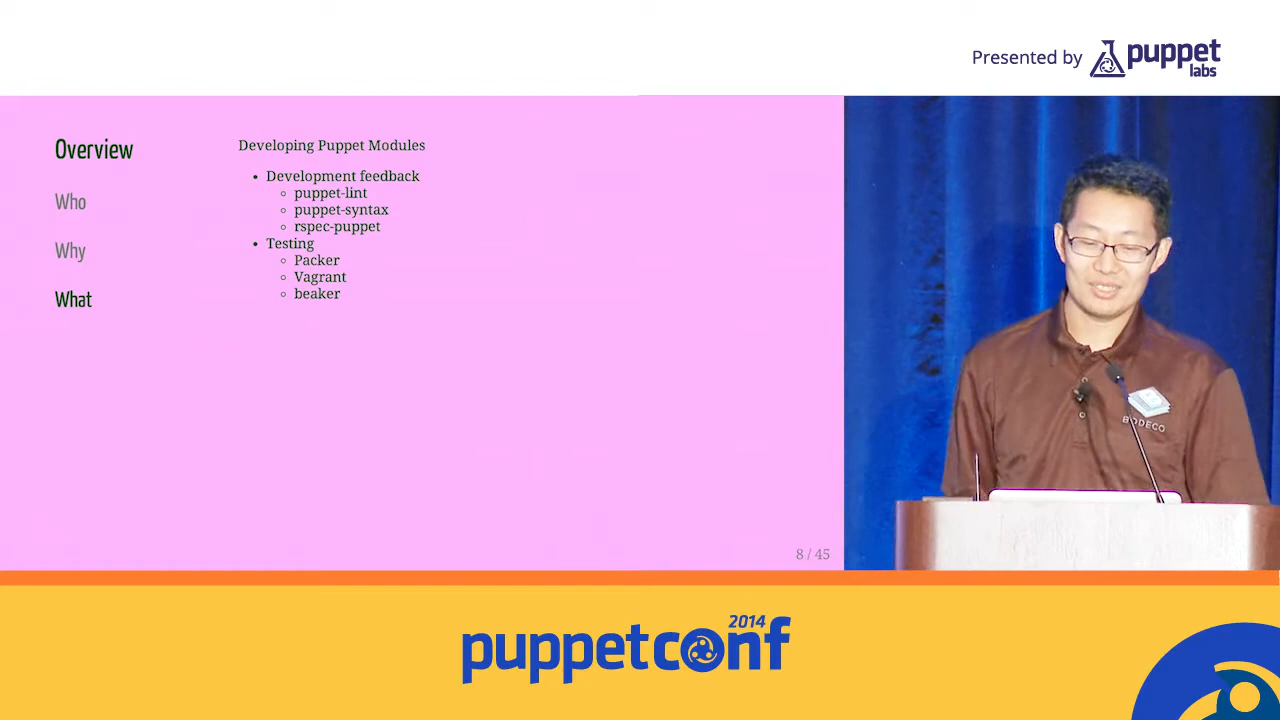 Presented by puppet labs
Overview
Who
Why
What
Developing Puppet Modules
• Development feedback
◦ puppet-lint
◦ puppet-syntax
◦ rspec-puppet
• Testing
◦ Packer
◦ Vagrant
◦ beaker
8 / 45
BODECO
2014
puppetconf